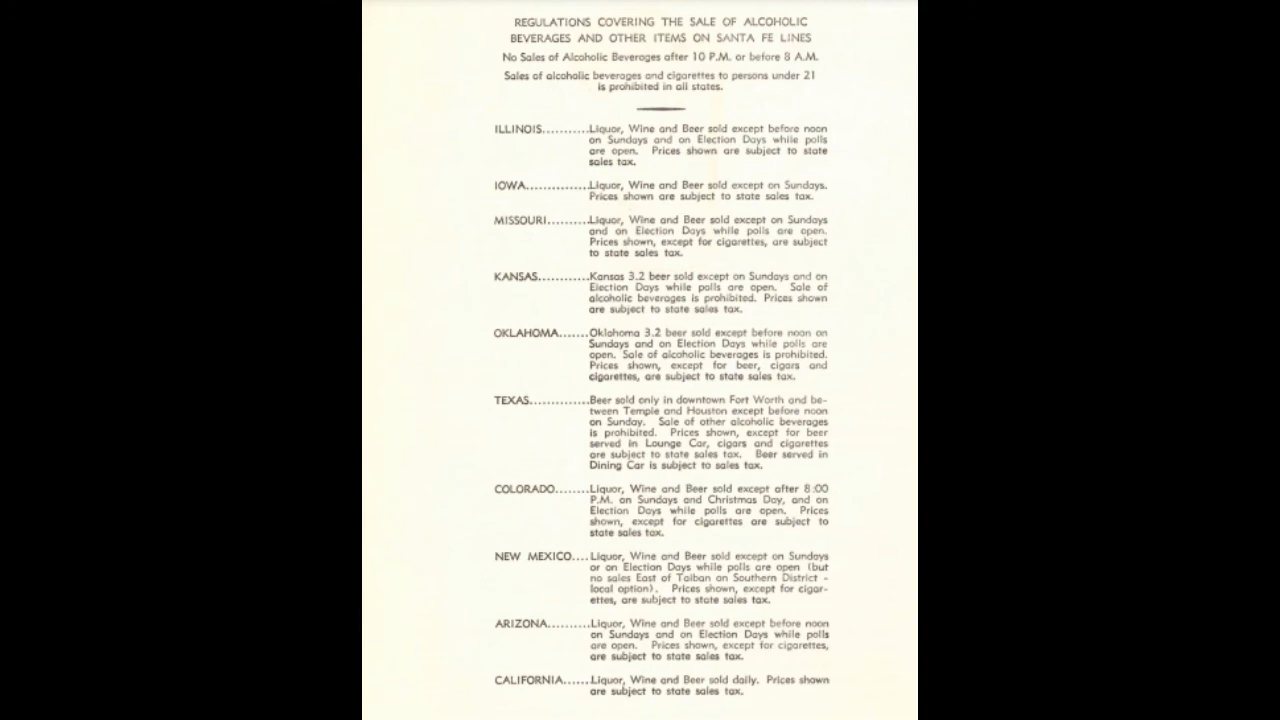 REGULATIONS COVERING THE SALE OF ALCOHOLIC
BEVERAGES AND OTHER ITEMS ON SANTA FE LINES
No Sales of Alcoholic Beverages after 10 P.M. or before 8 A.M.
Sales of alcoholic beverages and cigarettes to persons under 21
is prohibited in all states.
ILLINOIS..........Liquor, Wine and Beer sold except before noon
on Sundays and on Election Days while polls
are open. Prices shown are subject to state
sales tax.
IOWA..............Liquor, Wine and Beer sold except on Sundays.
Prices shown are subject to state sales tax.
MISSOURI.........Liquor, Wine and Beer sold except on Sundays
and on Election Days while polls are open.
Prices shown, except for cigarettes, are subject
to state sales tax.
KANSAS............Kansas 3.2 beer sold except on Sundays and on
Election Days while polls are open. Sale of
alcoholic beverages is prohibited. Prices shown
are subject to state sales tax.
OKLAHOMA.......Oklahoma 3.2 beer sold except before noon on
Sundays and on Election Days while polls are
open. Sale of alcoholic beverages is prohibited.
Prices shown, except for beer, cigars and
cigarettes, are subject to state sales tax.
TEXAS..............Beer sold only in downtown Fort Worth and be-
tween Temple and Houston except before noon
on Sunday. Sale of other alcoholic beverages
is prohibited. Prices shown, except for beer
served in Lounge Car, cigars and cigarettes
are subject to state sales tax. Beer served in
Dining Car is subject to sales tax.
COLORADO........Liquor, Wine and Beer sold except after 8:00
P.M. on Sundays and Christmas Day, and on
Election Days while polls are open. Prices
shown, except for cigarettes are subject to
state sales tax.
NEW MEXICO....Liquor, Wine and Beer sold except on Sundays
or on Election Days while polls are open (but
no sales East of Taiban on Southern District -
local option). Prices shown, except for cigar-
ettes, are subject to state sales tax.
ARIZONA..........Liquor, Wine and Beer sold except before noon
on Sundays and on Election Days while polls
are open. Prices shown, except for cigarettes,
are subject to state sales tax.
CALIFORNIA......Liquor, Wine and Beer sold daily. Prices shown
are subject to state sales tax.